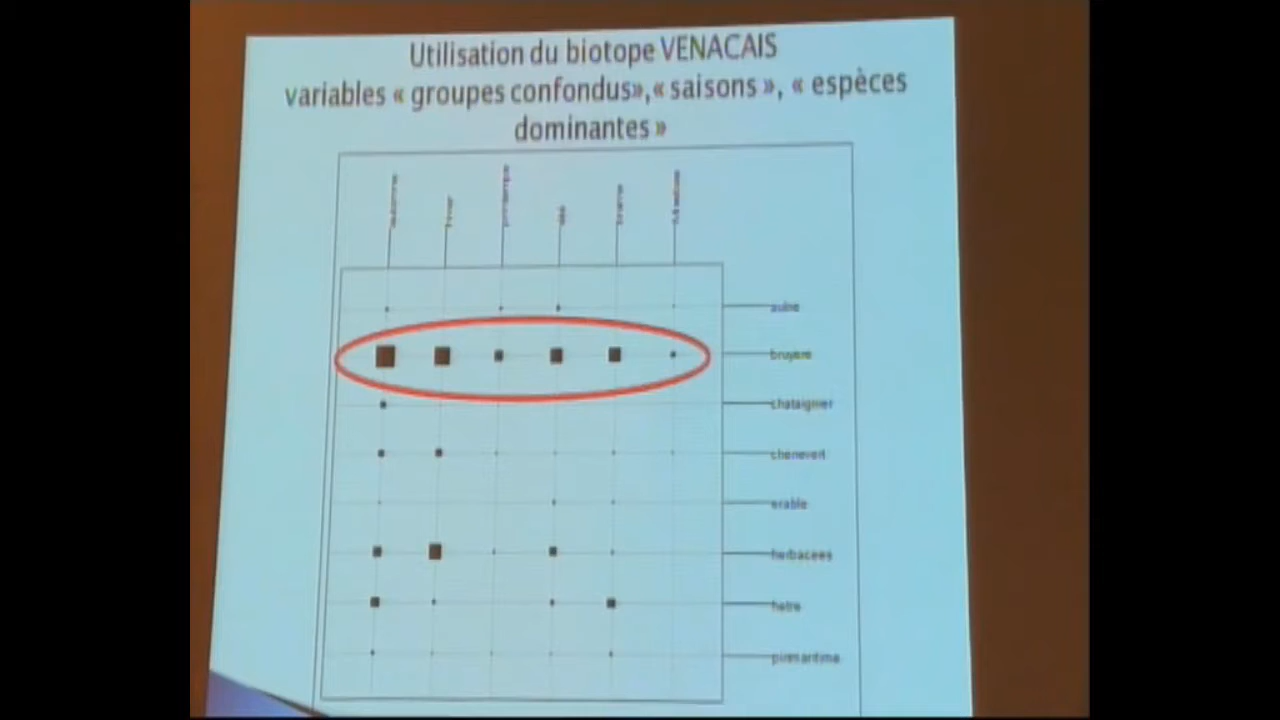 Utilisation du biotope VENACAIS
variables « groupes confondus»,« saisons », « espèces
dominantes »
aulne
bruyere
chataignier
chenevert
erable
herbacees
hetre
pinmaritime